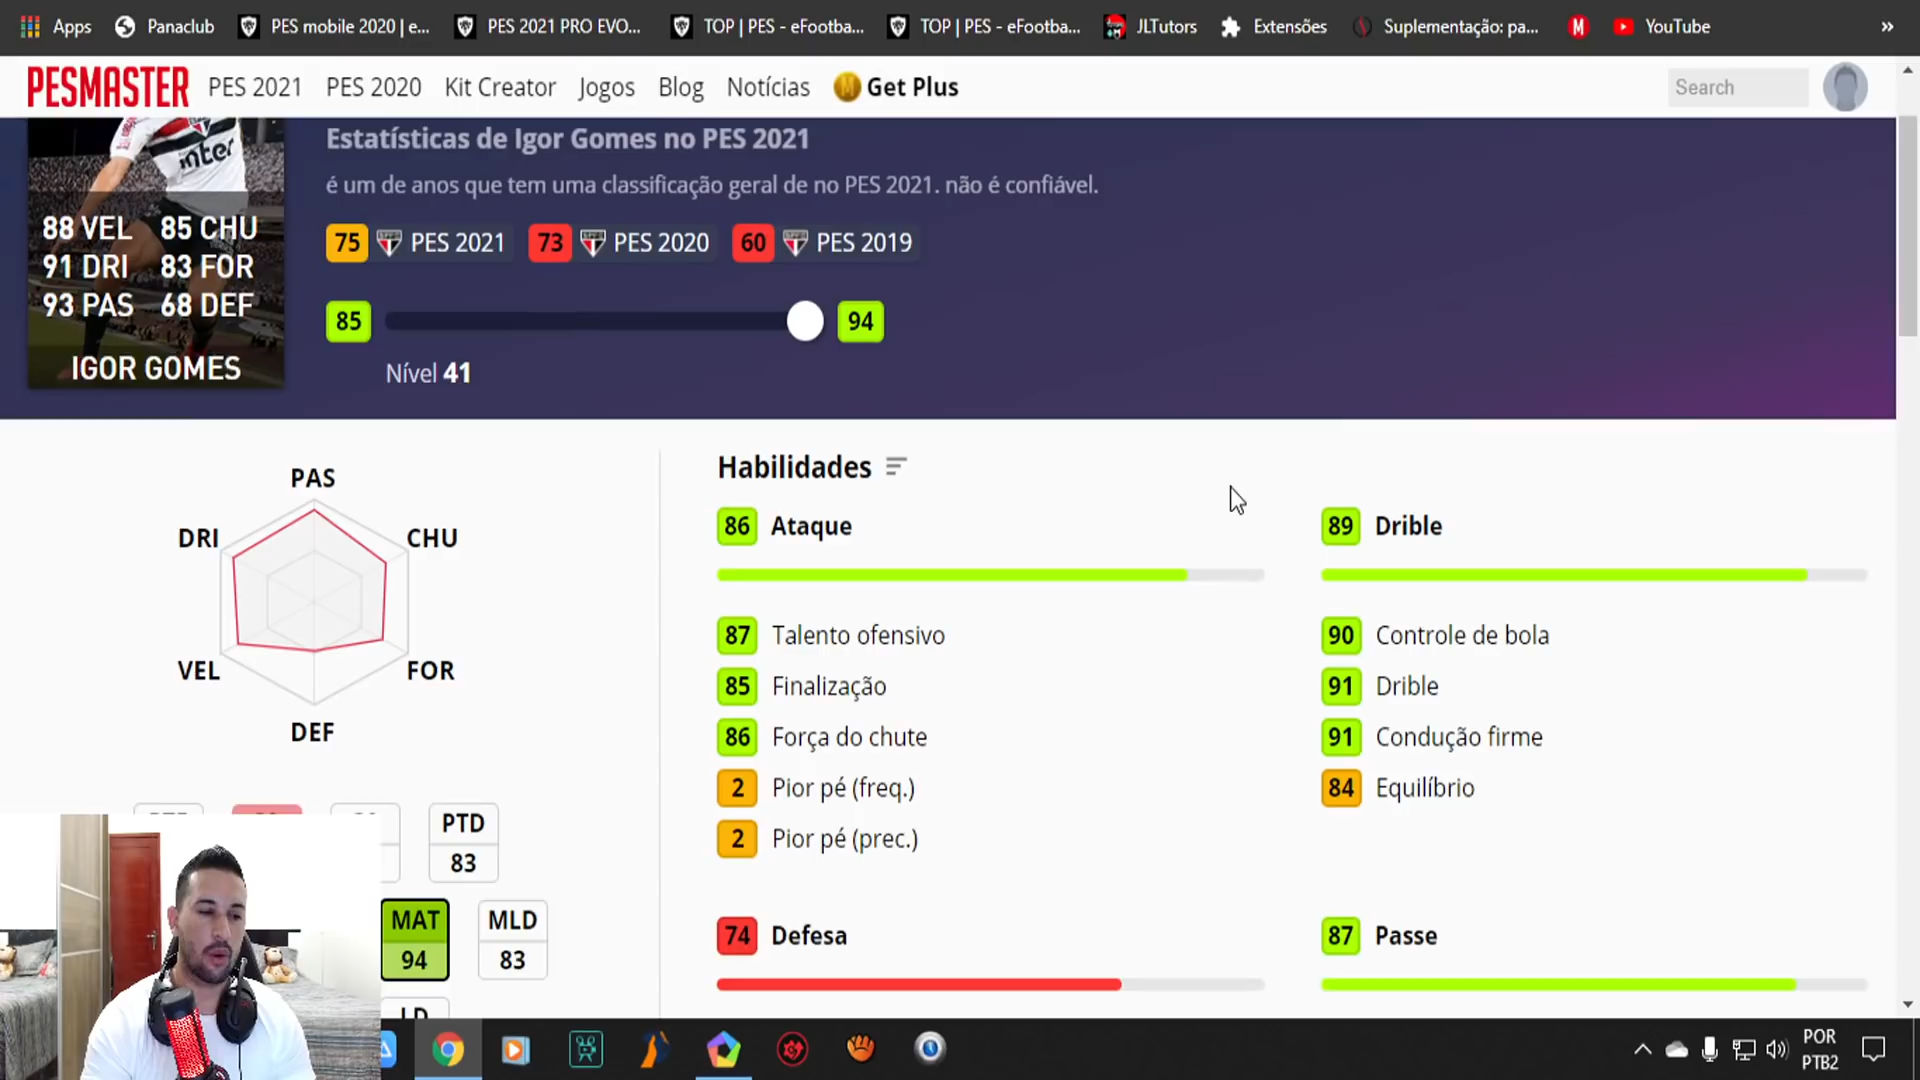 Apps
Panaclub
PES mobile 2020 | e...
PES 2021 PRO EVO...
TOP | PES - eFootba...
TOP | PES - eFootba...
JLTutors
Extensões
Suplementação: pa...
YouTube
»
PESMASTER
PES 2021
PES 2020
Kit Creator
Jogos
Blog
Notícias
Get Plus
Search
inter
88 VEL 85 CHU
91 DRI 83 FOR
93 PAS 68 DEF
IGOR GOMES
Estatísticas de Igor Gomes no PES 2021
é um de anos que tem uma classificação geral de no PES 2021. não é confiável.
75 PES 2021 73 PES 2020 60 PES 2019
85 94
Nível 41
PAS
DRI CHU
VEL FOR
DEF
PTD
83
MAT MLD
94 83
LD
Habilidades
86 Ataque
87 Talento ofensivo
85 Finalização
86 Força do chute
2 Pior pé (freq.)
2 Pior pé (prec.)
74 Defesa
89 Drible
90 Controle de bola
91 Drible
91 Condução firme
84 Equilíbrio
87 Passe
POR
PTB2